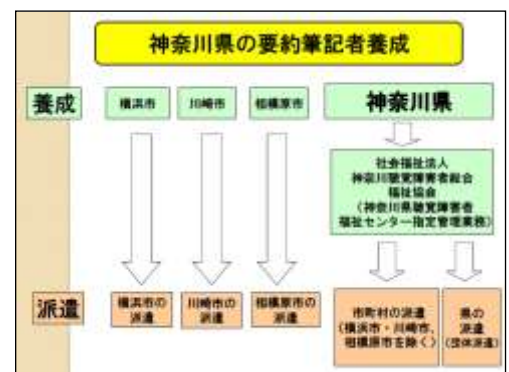 神奈川県の要約筆記者養成
養成
横浜市
川崎市
相模原市
神奈川県
社会福祉法人
神奈川聴覚障害者総合
福祉協会
(神奈川県聴覚障害者
福祉センター指定管理業務)
派遣
横浜市の
派遣
川崎市の
派遣
相模原市の
派遣
市町村の派遣
(横浜市・川崎市、
相模原市を除く)
県の
派遣
(団体派遣)